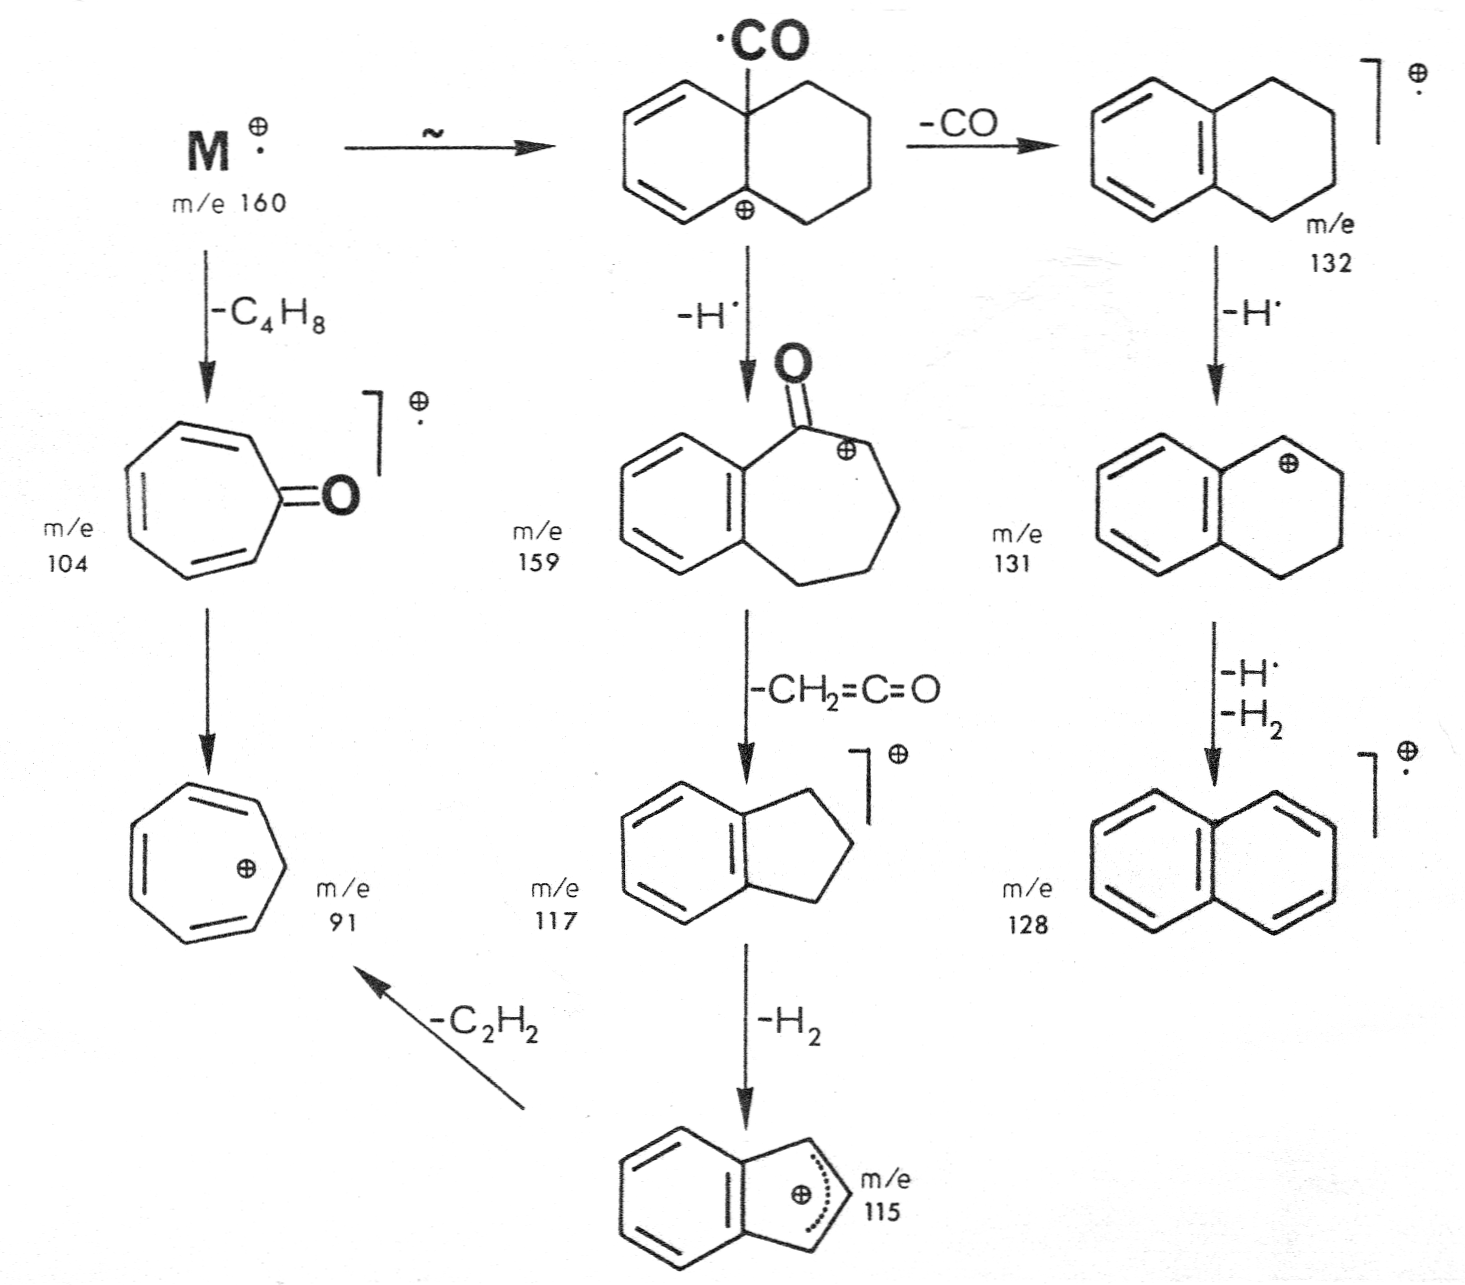 ·CO
M ⊕·
m/e 160
~
-CO
⊕
⊕·
m/e
132
-C₄H₈
-H·
-H·
O
⊕·
O
m/e
104
⊕
m/e
159
⊕
m/e
131
-CH₂=C=O
-H·
-H₂
⊕
m/e
91
⊕
m/e
117
⊕·
m/e
128
-C₂H₂
-H₂
⊕
m/e
115